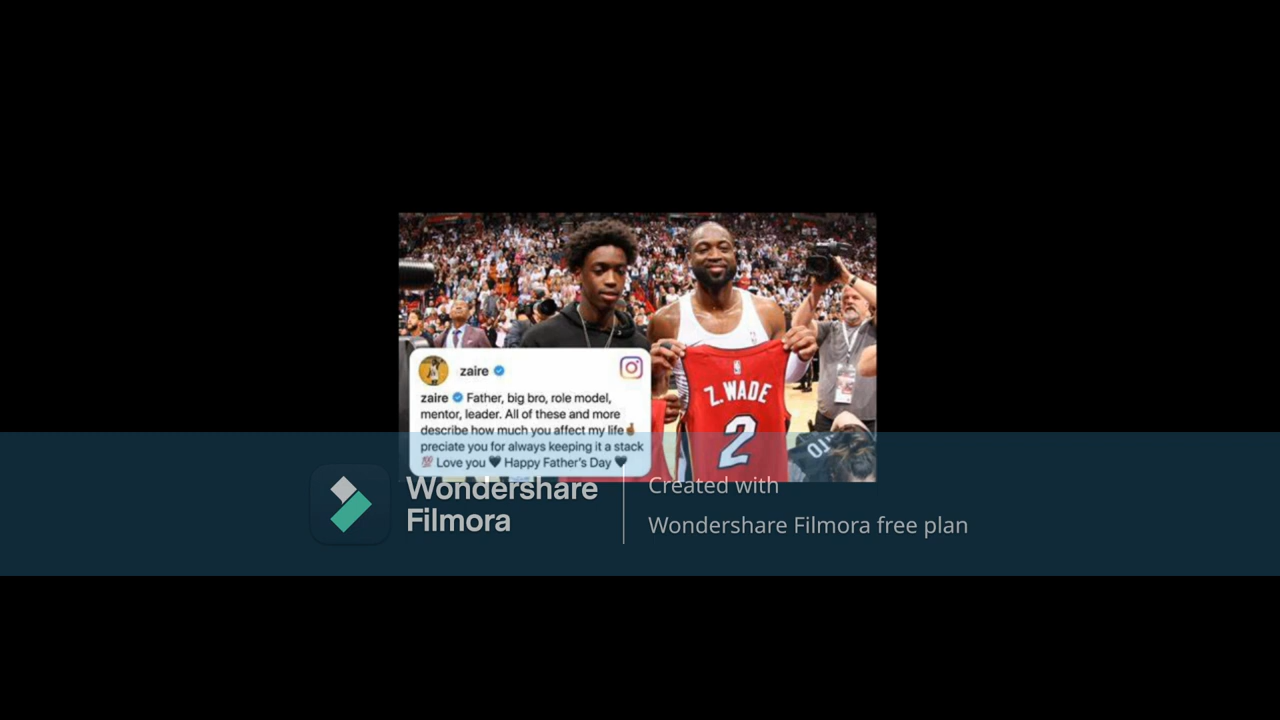 zaire
zaire Father, big bro, role model,
mentor, leader. All of these and more
describe how much you affect my life👆🏾
preciate you for always keeping it a stack
💯 Love you 🖤 Happy Father's Day 🖤
Z.WADE
2
Wondershare
Filmora
Created with
Wondershare Filmora free plan